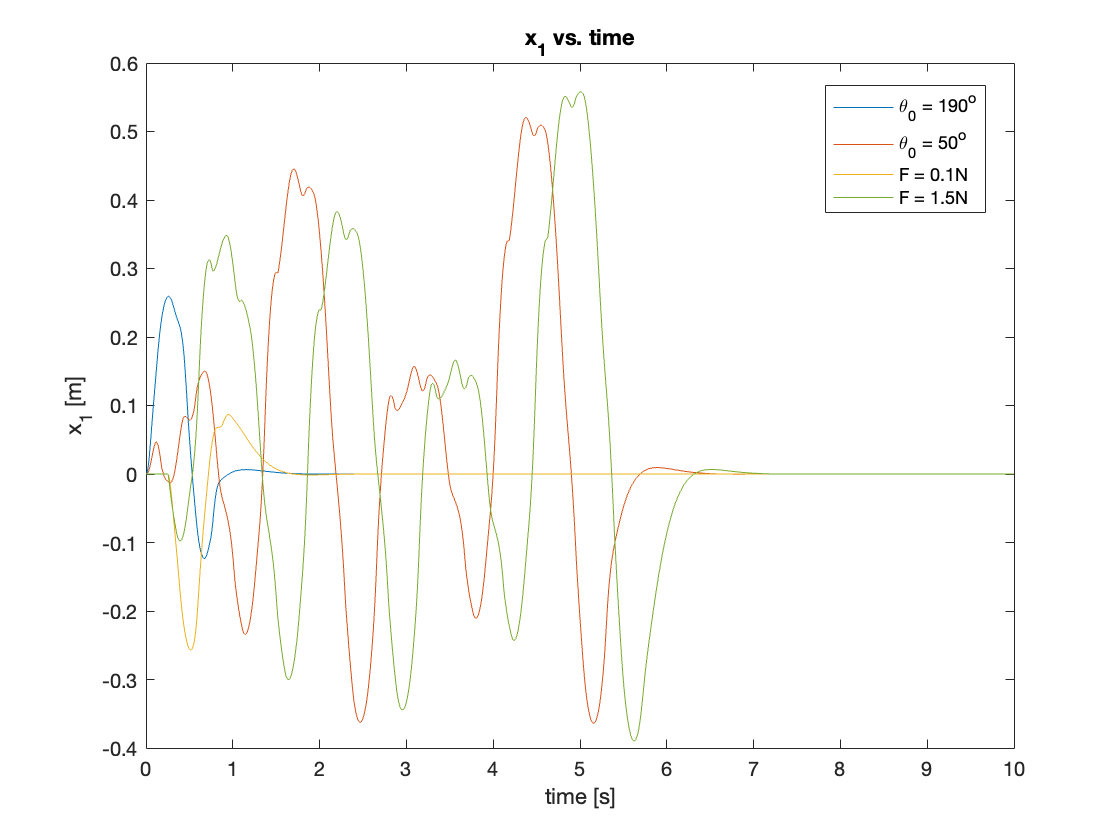 x1 vs. time
0.6
0.5
0.4
0.3
0.2
0.1
0
-0.1
-0.2
-0.3
-0.4
x1 [m]
θ0 = 190o
θ0 = 50o
F = 0.1N
F = 1.5N
0 1 2 3 4 5 6 7 8 9 10
time [s]